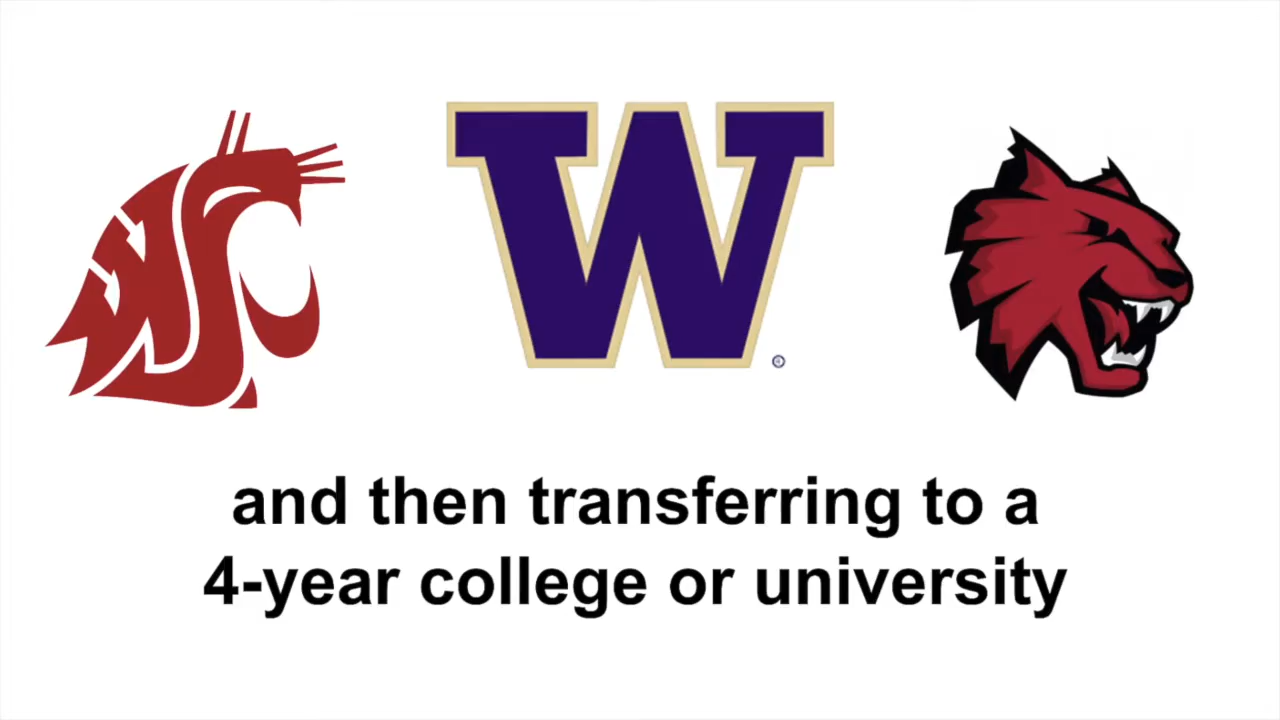 W
and then transferring to a
4-year college or university